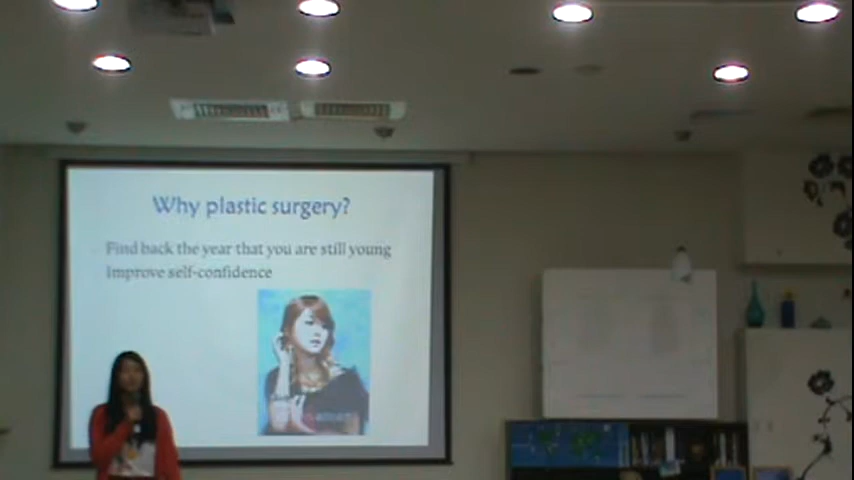 Why plastic surgery?
Find back the year that you are still young
Improve self-confidence